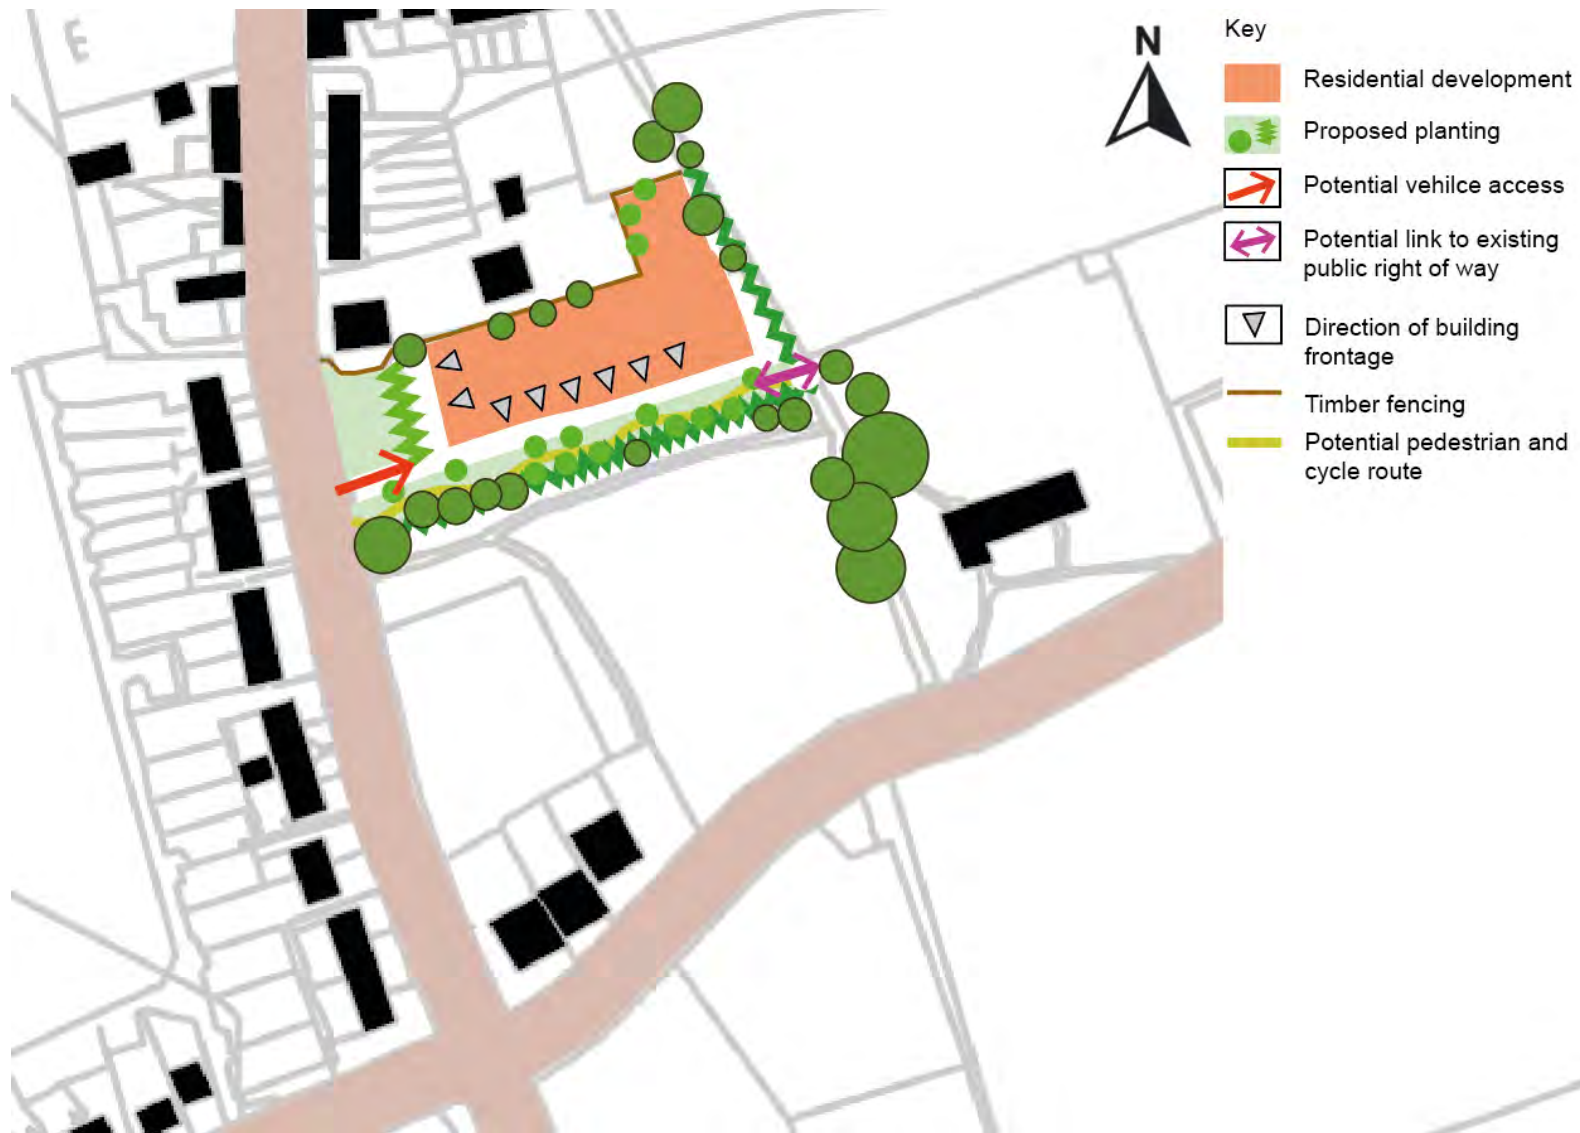 N
Key
Residential development
Proposed planting
Potential vehilce access
Potential link to existing
public right of way
Direction of building
frontage
Timber fencing
Potential pedestrian and
cycle route